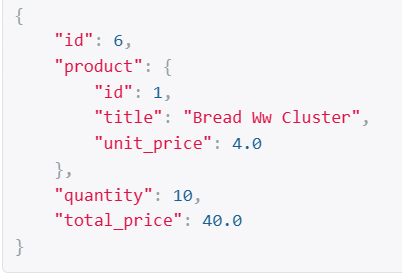 {
    "id": 6,
    "product": {
        "id": 1,
        "title": "Bread Ww Cluster",
        "unit_price": 4.0
    },
    "quantity": 10,
    "total_price": 40.0
}